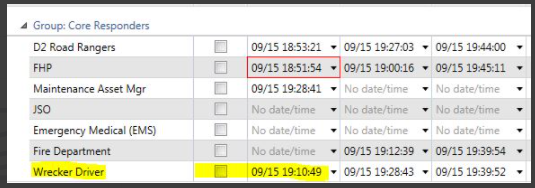 Group: Core Responders
D2 Road Rangers 09/15 18:53:21 09/15 19:27:03 09/15 19:44:00
FHP 09/15 18:51:54 09/15 19:00:16 09/15 19:45:11
Maintenance Asset Mgr 09/15 19:28:41 No date/time No date/time
JSO No date/time No date/time No date/time
Emergency Medical (EMS) No date/time No date/time No date/time
Fire Department No date/time 09/15 19:12:39 09/15 19:39:54
Wrecker Driver 09/15 19:10:49 09/15 19:28:43 09/15 19:39:52